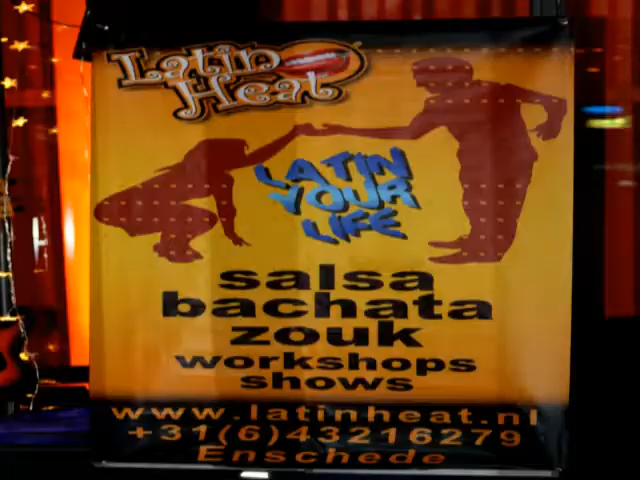 Latin
Heat
LATIN
YOUR
LIFE
salsa
bachata
zouk
workshops
shows
www.latinheat.nl
+31(6)43216279
Enschede